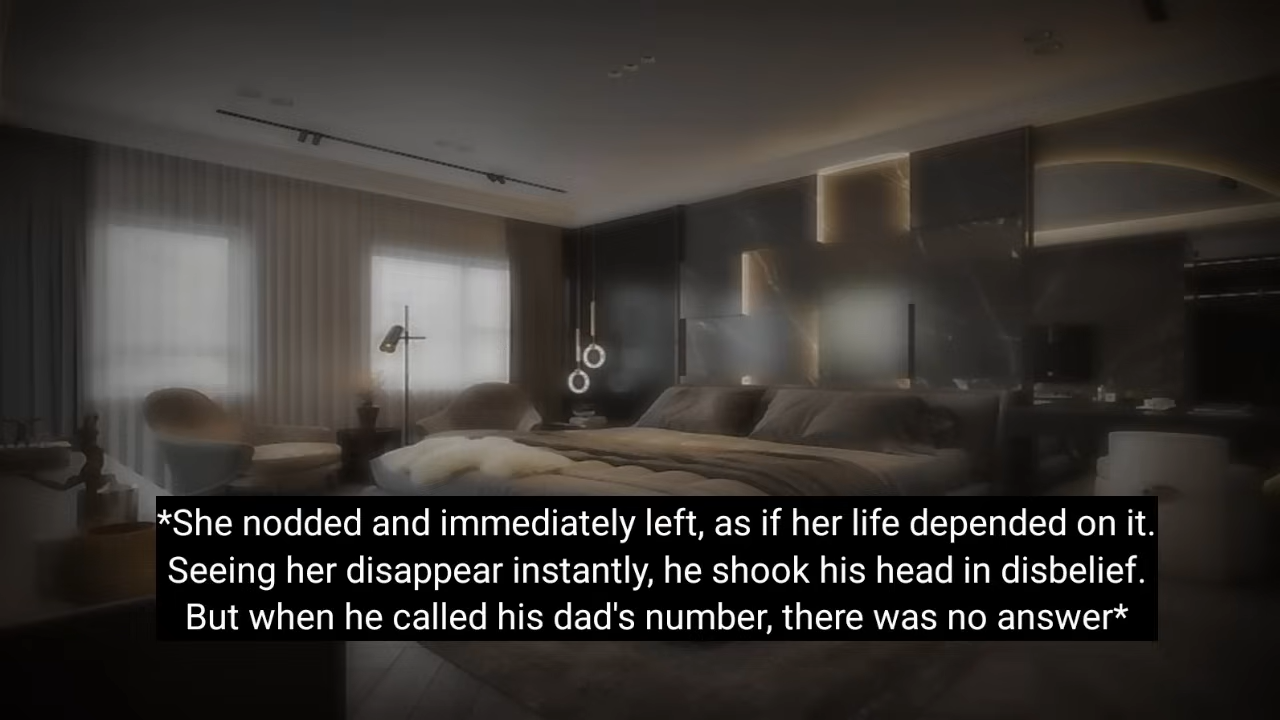 *She nodded and immediately left, as if her life depended on it.
Seeing her disappear instantly, he shook his head in disbelief.
But when he called his dad's number, there was no answer*